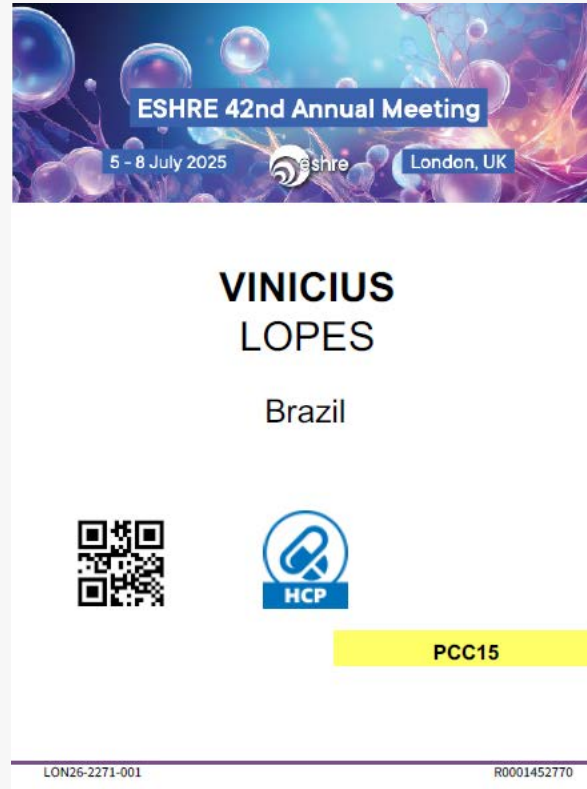 ESHRE 42nd Annual Meeting
5 - 8 July 2025
eshre
London, UK
VINICIUS
LOPES
Brazil
HCP
PCC15
LON26-2271-001
R0001452770